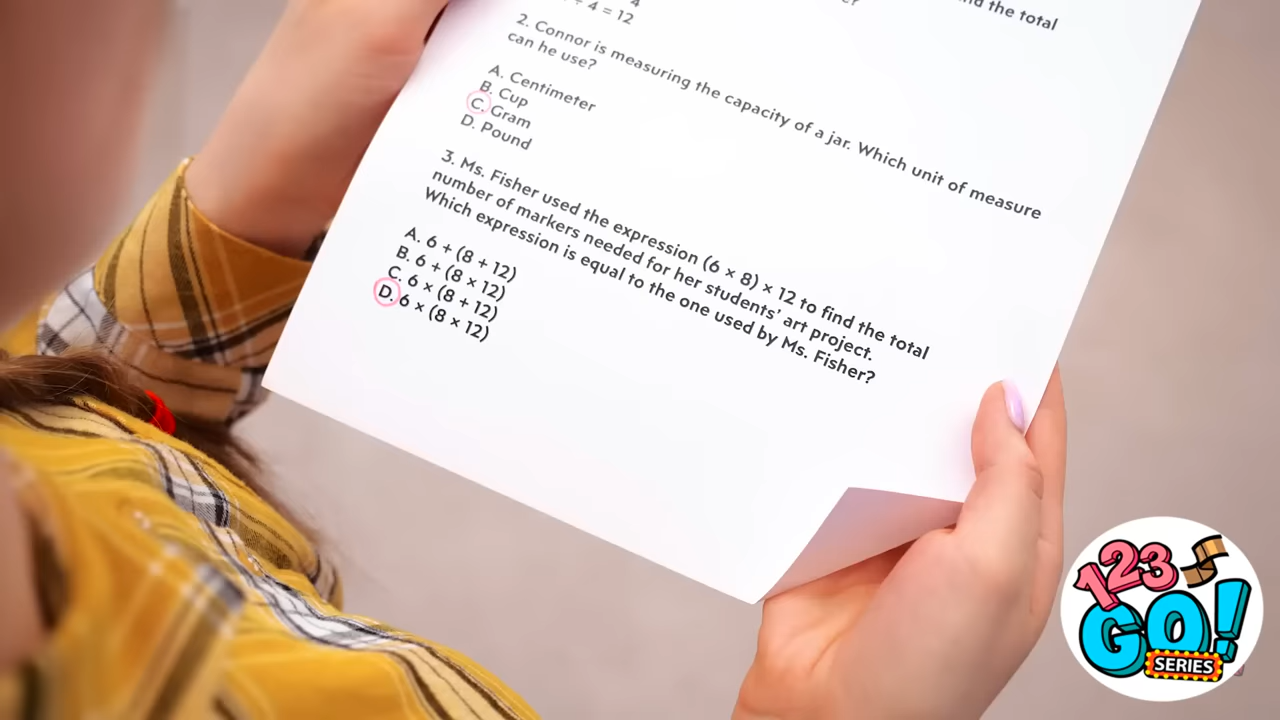 nd the total
÷ 4 = 12
2. Connor is measuring the capacity of a jar. Which unit of measure
can he use?
A. Centimeter
B. Cup
C. Gram
D. Pound
3. Ms. Fisher used the expression (6 × 8) × 12 to find the total
number of markers needed for her students' art project.
Which expression is equal to the one used by Ms. Fisher?
A. 6 + (8 + 12)
B. 6 + (8 × 12)
C. 6 × (8 + 12)
D. 6 × (8 × 12)
123
GO!
SERIES